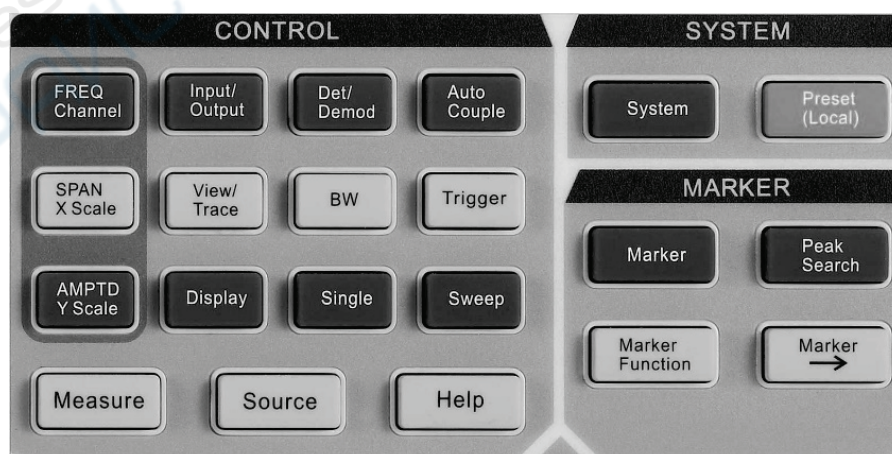 CONTROL
FREQ
Channel
Input/
Output
Det/
Demod
Auto
Couple
SPAN
X Scale
View/
Trace
BW
Trigger
AMPTD
Y Scale
Display
Single
Sweep
Measure
Source
Help
SYSTEM
System
Preset
(Local)
MARKER
Marker
Peak
Search
Marker
Function
Marker
→